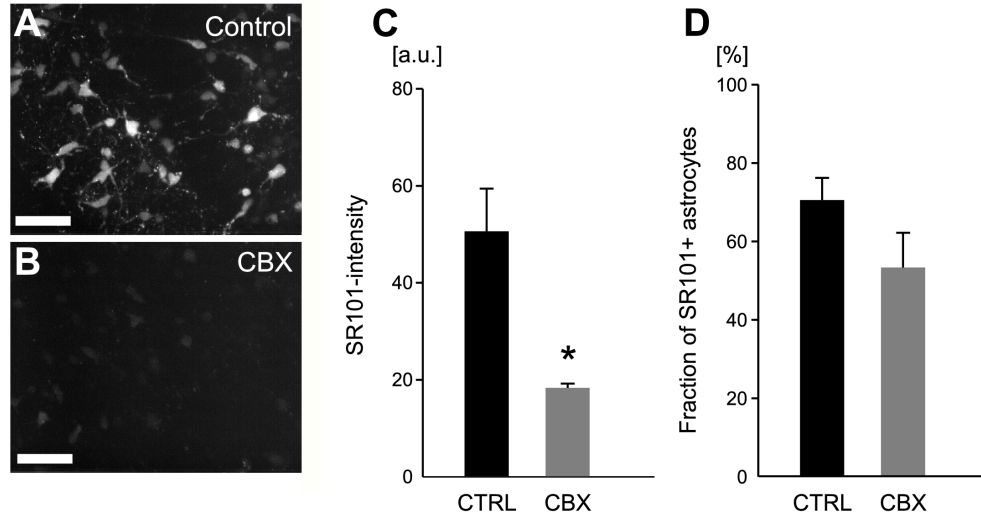 A
Control
B
CBX
C
[a.u.]
SR101-intensity
80
60
40
20
0
*
CTRL
CBX
D
[%]
Fraction of SR101+ astrocytes
100
80
60
40
20
0
CTRL
CBX